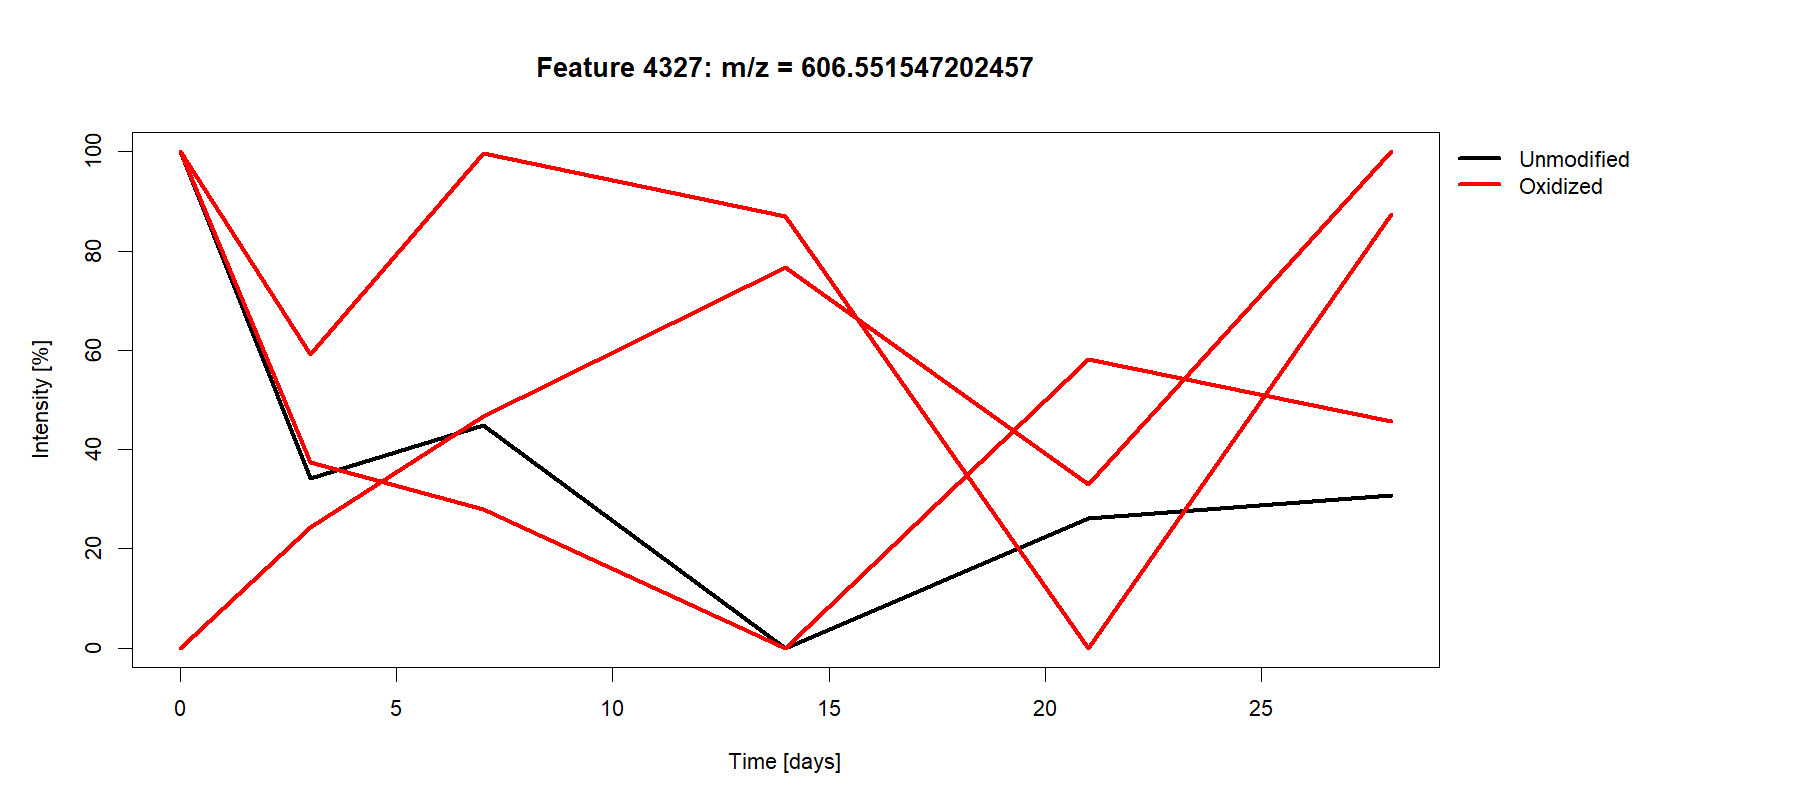 Feature 4327: m/z = 606.551547202457
Unmodified
Oxidized
Intensity [%]
100
80
60
40
20
0
0 5 10 15 20 25
Time [days]